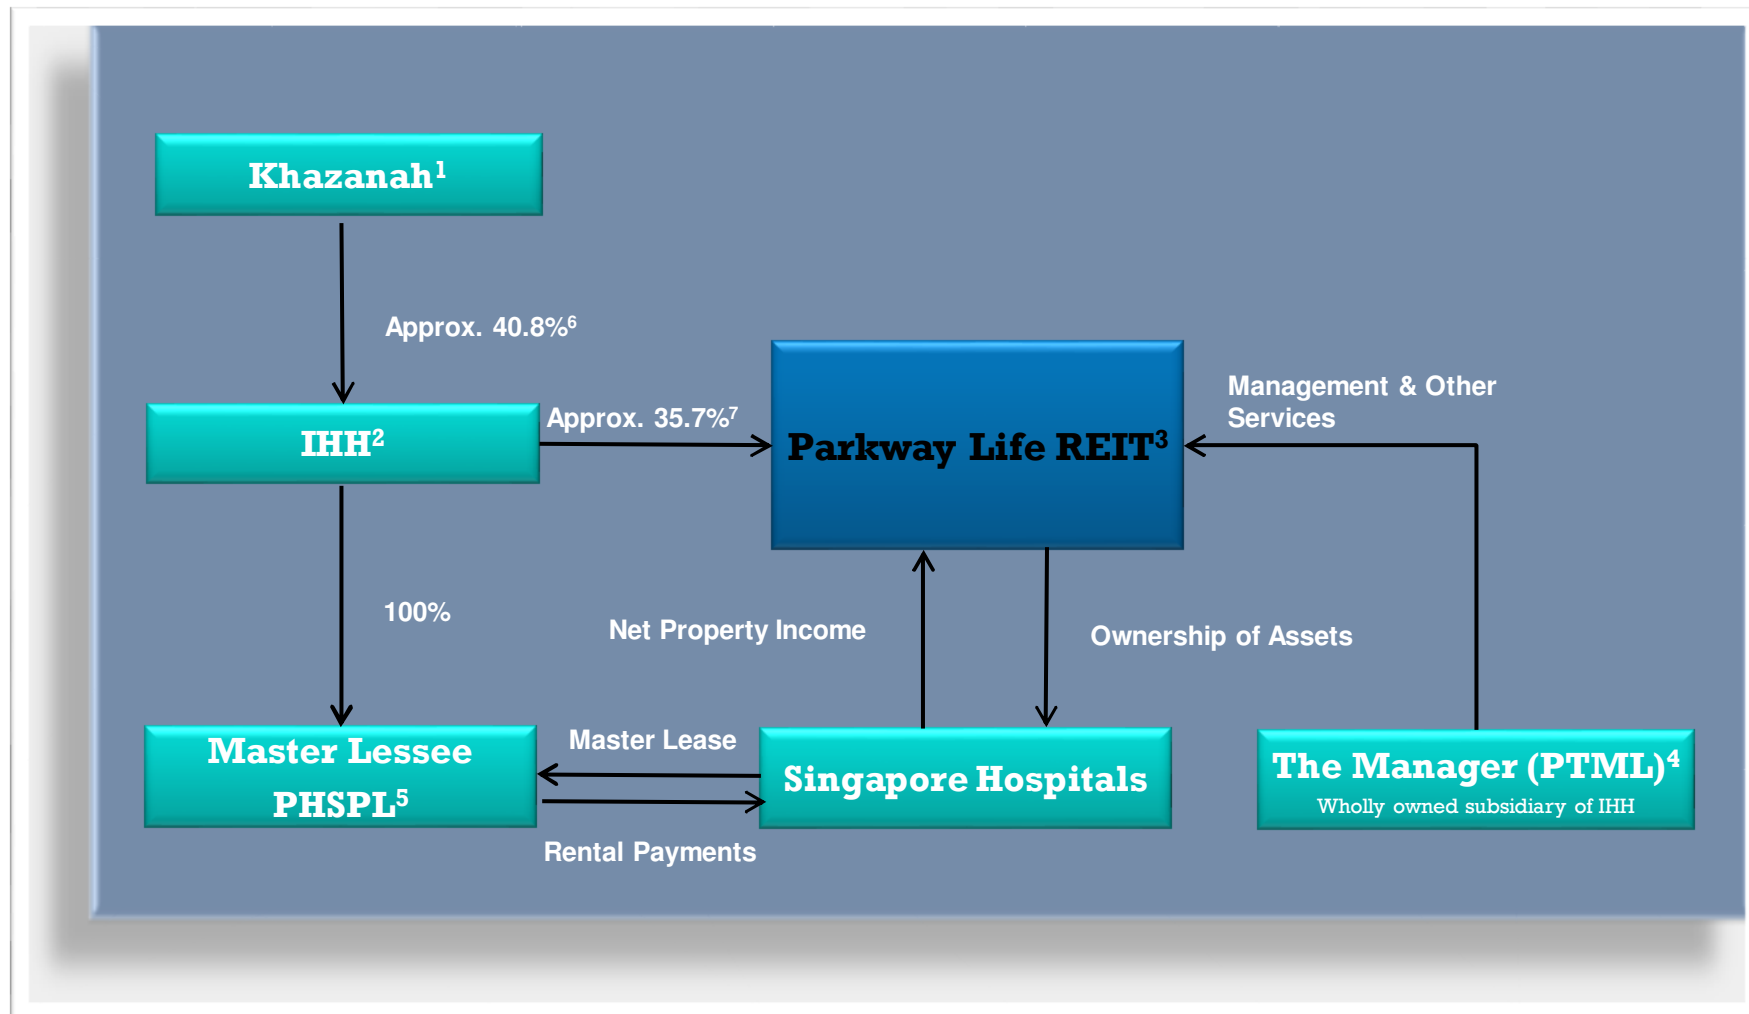 Khazanah1
Approx. 40.8%6
IHH2
Approx. 35.7%7
Parkway Life REIT3
Management & Other
Services
100%
Net Property Income
Ownership of Assets
Master Lessee
PHSPL5
Master Lease
Rental Payments
Singapore Hospitals
The Manager (PTML)4
Wholly owned subsidiary of IHH